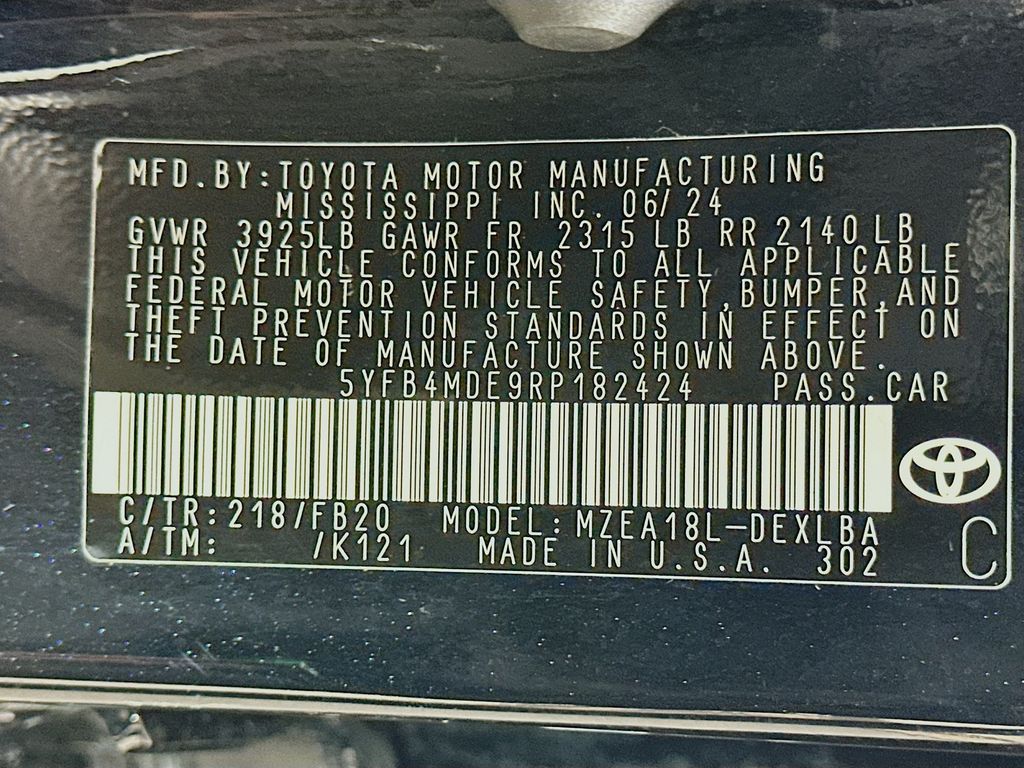 MFD.BY:TOYOTA MOTOR MANUFACTURING
MISSISSIPPI INC. 06/24
GVWR 3925LB GAWR FR 2315 LB RR 2140 LB
THIS VEHICLE CONFORMS TO ALL APPLICABLE
FEDERAL MOTOR VEHICLE SAFETY,BUMPER,AND
THEFT PREVENTION STANDARDS IN EFFECT ON
THE DATE OF MANUFACTURE SHOWN ABOVE.
5YFB4MDE9RP182424 PASS.CAR
C/TR:218/FB20 MODEL:MZEA18L-DEXLBA
A/TM: /K121 MADE IN U.S.A. 302
C